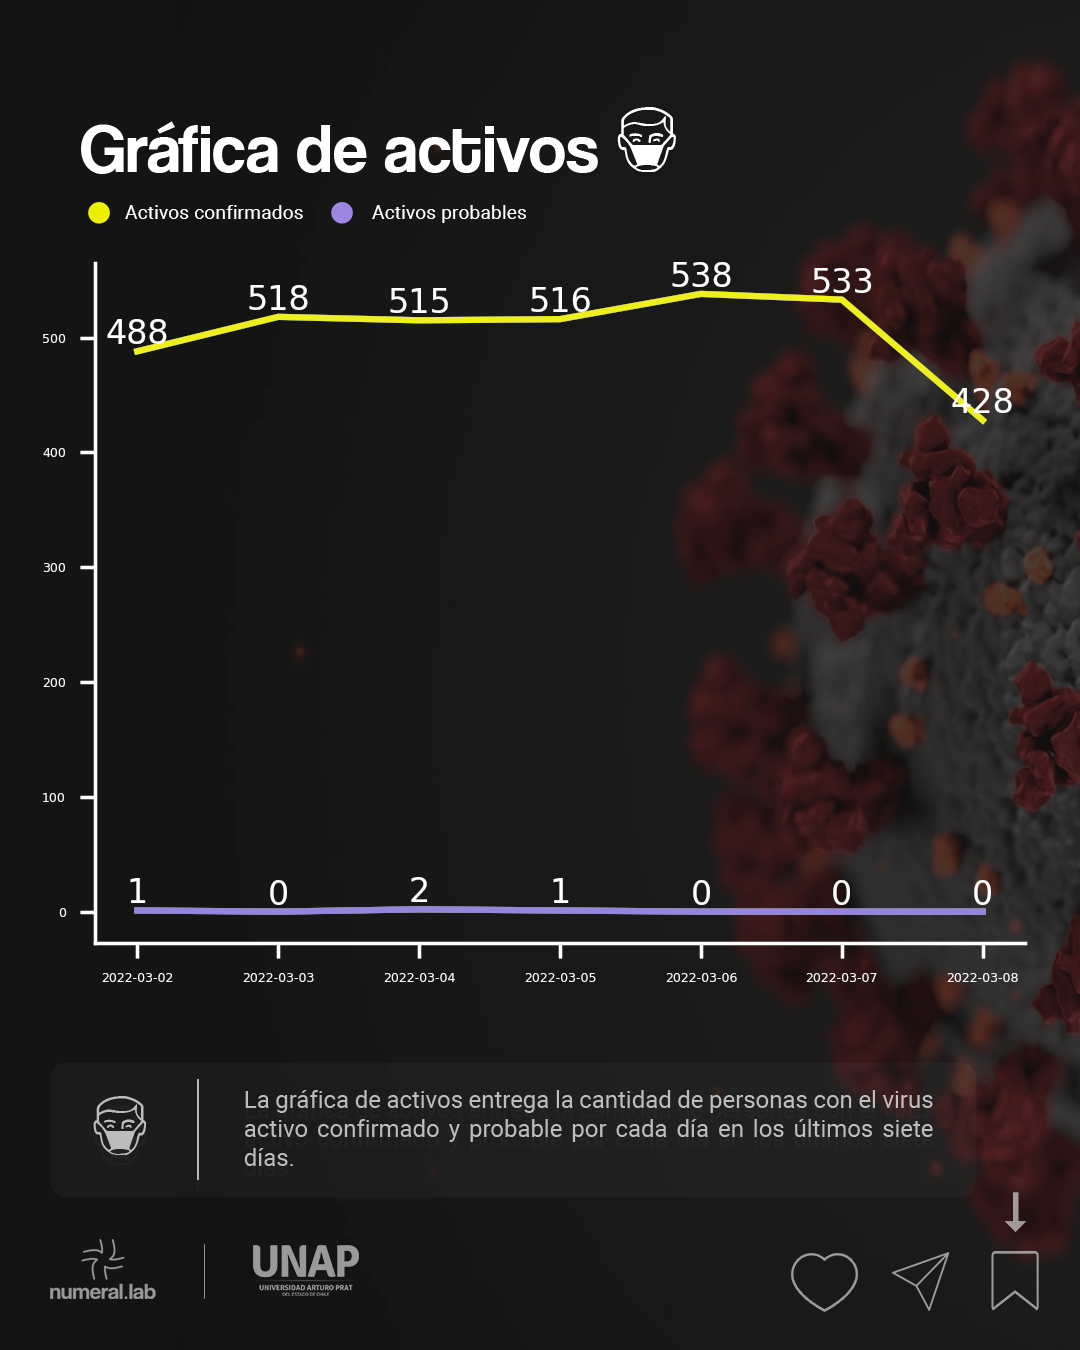 Gráfica de activos
Activos confirmados Activos probables
488 518 515 516 538 533 428
500
400
300
200
100
0
1 0 2 1 0 0 0
2022-03-02 2022-03-03 2022-03-04 2022-03-05 2022-03-06 2022-03-07 2022-03-08
La gráfica de activos entrega la cantidad de personas con el virus
activo confirmado y probable por cada día en los últimos siete
días.
numeral.lab
UNAP
UNIVERSIDAD ARTURO PRAT
DEL ESTADO DE CHILE